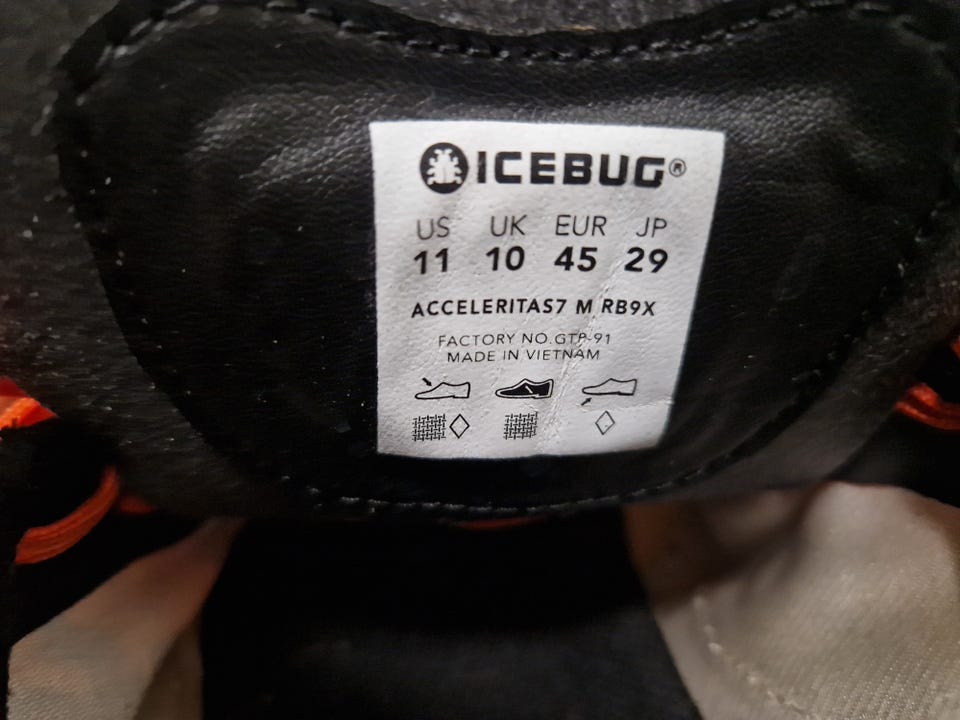 ICEBUG®
US UK EUR JP
11 10 45 29
ACCELERITAS7 M RB9X
FACTORY NO.GTP-91
MADE IN VIETNAM